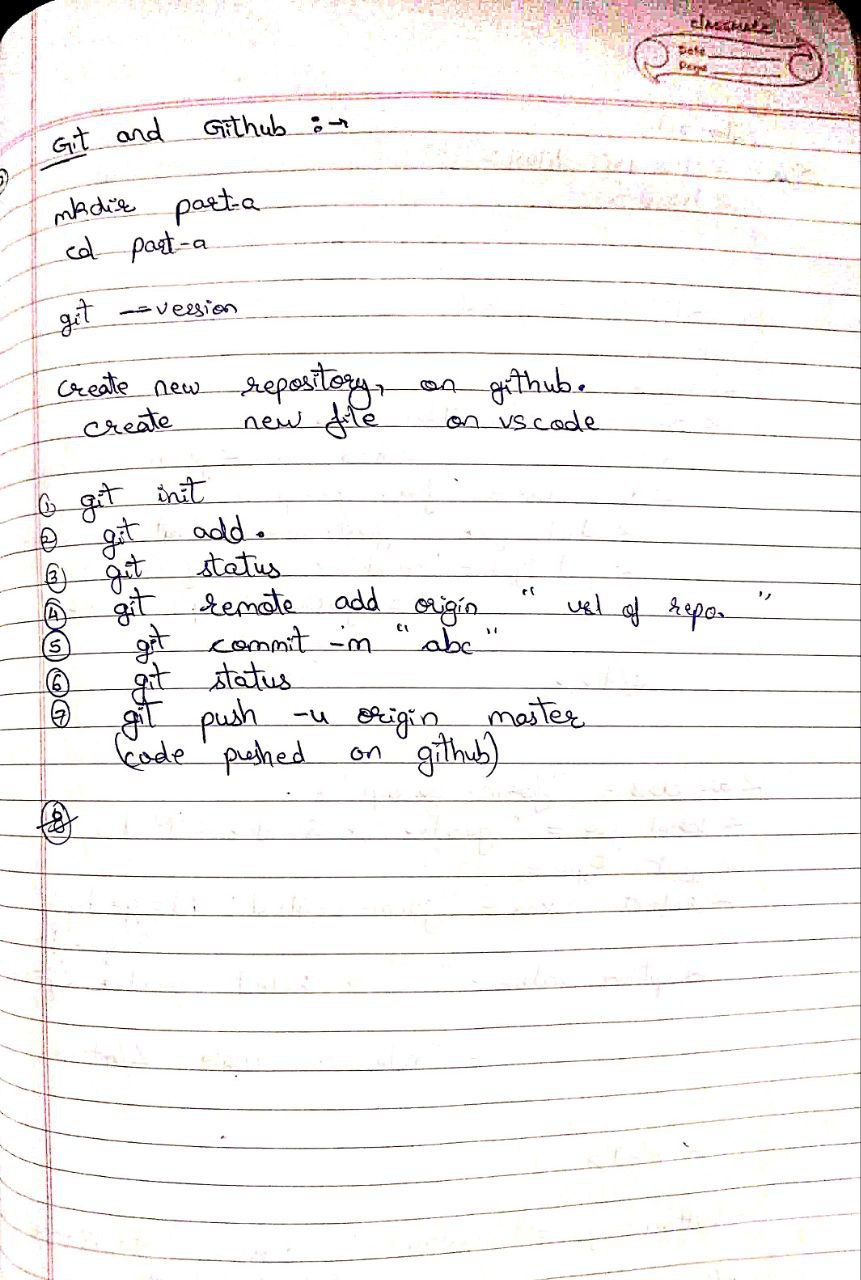 classmate
Date
Page
Git and Github :→
mkdir part-a
cd part-a
git --version
create new repository, on github.
create new file on vscode
① git init
② git add .
③ git status
④ git remote add origin " url of repo. "
⑤ git commit -m " abc "
⑥ git status
⑦ git push -u origin master
(code pushed on github)